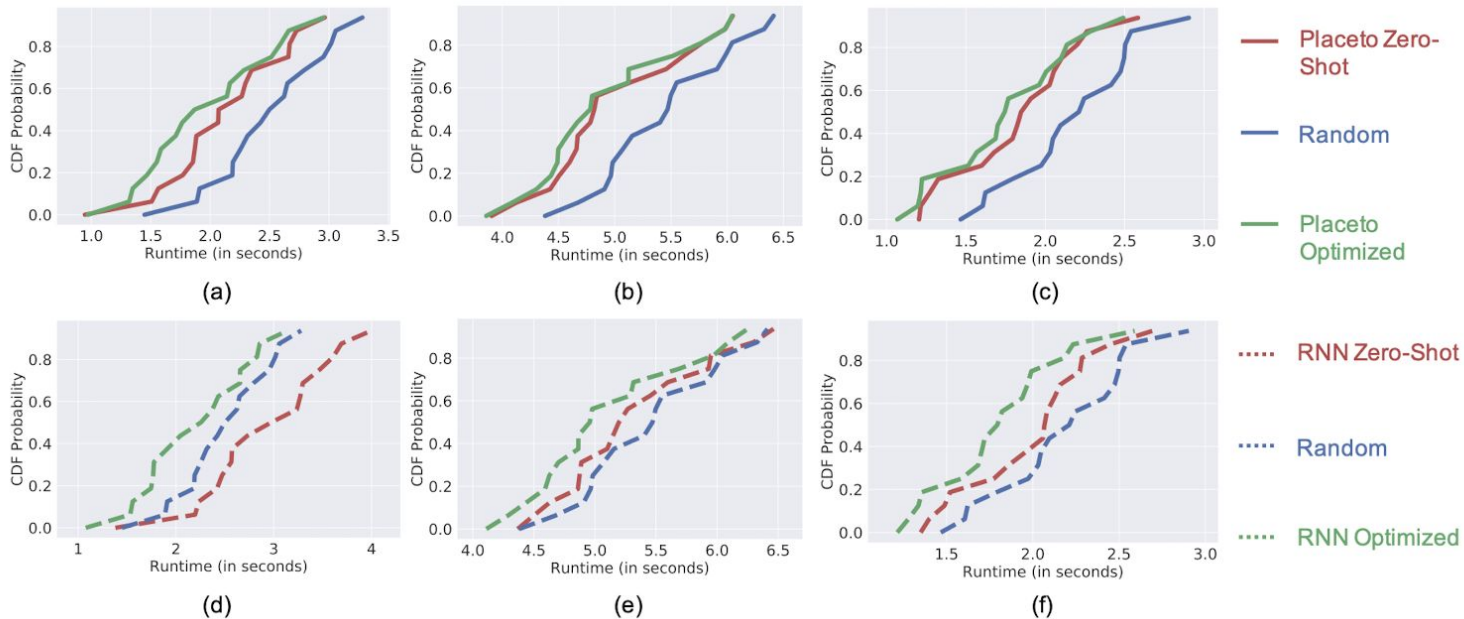 0.8
0.6
0.4
0.2
0.0
CDF Probability
1.0 1.5 2.0 2.5 3.0 3.5
Runtime (in seconds)
(a)
0.8
0.6
0.4
0.2
0.0
CDF Probability
4.0 4.5 5.0 5.5 6.0 6.5
Runtime (in seconds)
(b)
0.8
0.6
0.4
0.2
0.0
CDF Probability
1.0 1.5 2.0 2.5 3.0
Runtime (in seconds)
(c)
Placeto Zero-
Shot
Random
Placeto
Optimized
0.8
0.6
0.4
0.2
0.0
CDF Probability
1 2 3 4
Runtime (in seconds)
(d)
0.8
0.6
0.4
0.2
0.0
CDF Probability
4.0 4.5 5.0 5.5 6.0 6.5
Runtime (in seconds)
(e)
0.8
0.6
0.4
0.2
0.0
CDF Probability
1.5 2.0 2.5 3.0
Runtime (in seconds)
(f)
RNN Zero-Shot
Random
RNN Optimized